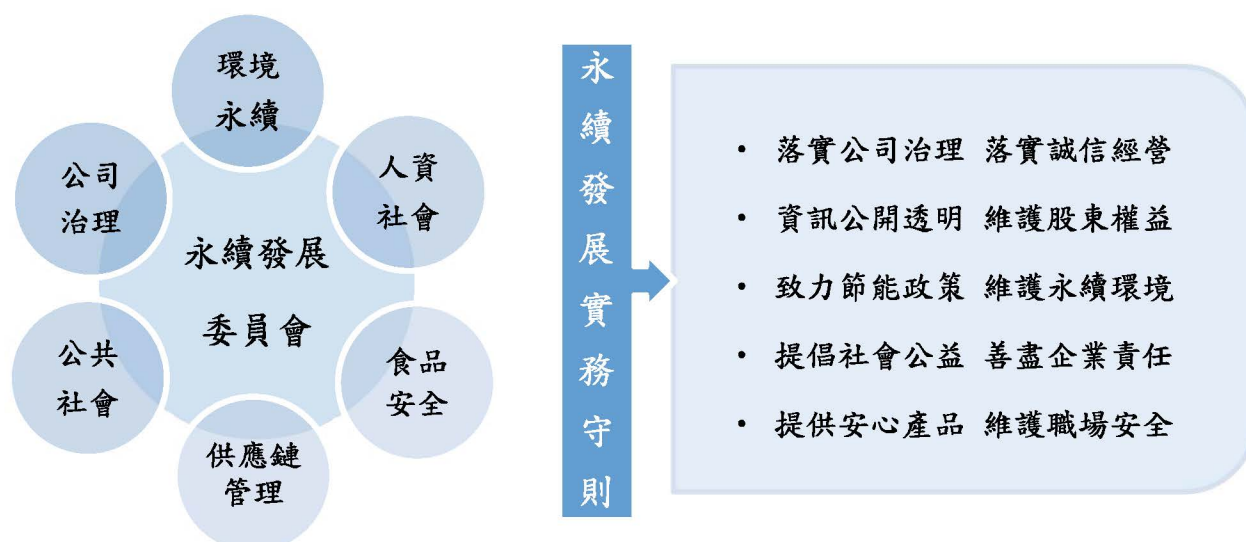 環境
永續
人資
社會
食品
安全
供應鏈
管理
公共
社會
公司
治理
永續發展
委員會
永續發展實務守則
• 落實公司治理 落實誠信經營
• 資訊公開透明 維護股東權益
• 致力節能政策 維護永續環境
• 提倡社會公益 善盡企業責任
• 提供安心產品 維護職場安全